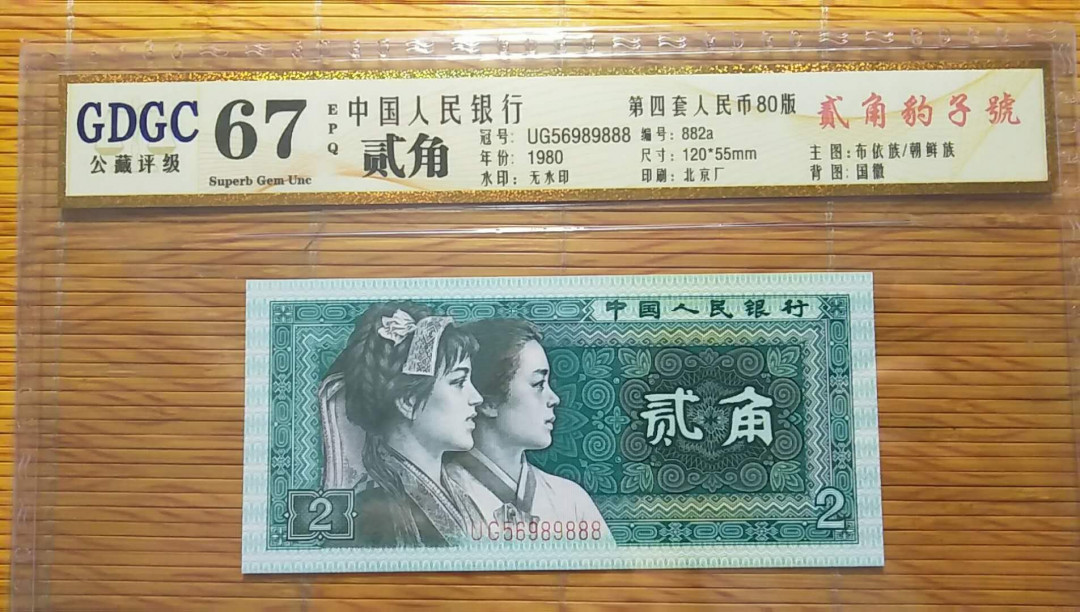 GDGC
公藏评级
67
EPQ
Superb Gem Unc
中国人民银行
贰角
冠号: UG56989888
年份: 1980
水印: 无水印
第四套人民币80版
编号: 882a
尺寸: 120*55mm
印刷: 北京厂
貳角豹子號
主图: 布依族/朝鲜族
背图: 国徽
中国人民银行
贰角
2
UG56989888
2